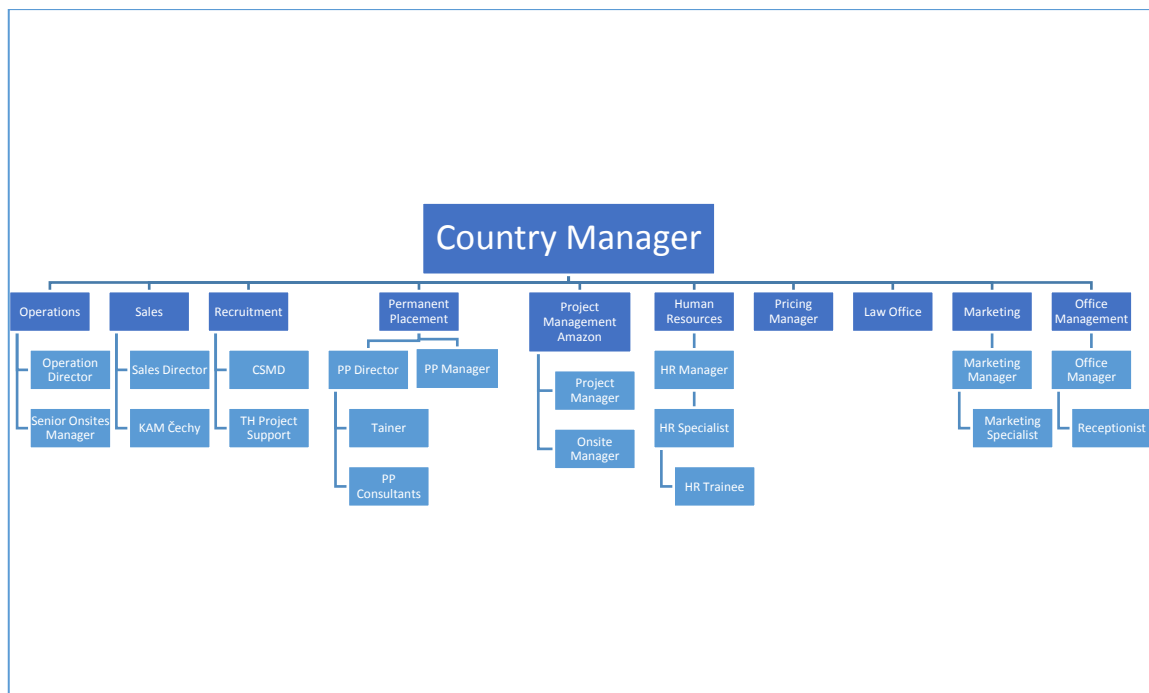 Country Manager
Operations
Sales
Recruitment
Permanent
Placement
Project
Management
Amazon
Human
Resources
Pricing
Manager
Law Office
Marketing
Office
Management
Operation
Director
Senior Onsites
Manager
Sales Director
KAM Čechy
CSMD
TH Project
Support
PP Director
PP Manager
Tainer
PP
Consultants
Project
Manager
Onsite
Manager
HR Manager
HR Specialist
HR Trainee
Marketing
Manager
Marketing
Specialist
Office
Manager
Receptionist